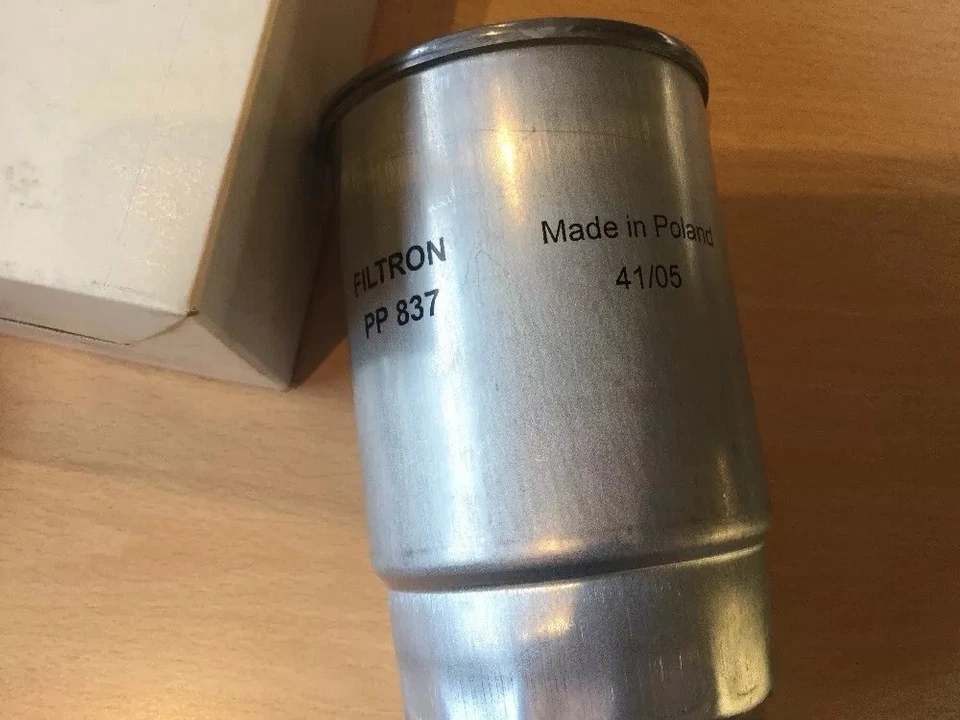 FILTRON
PP 837
Made in Poland
41/05